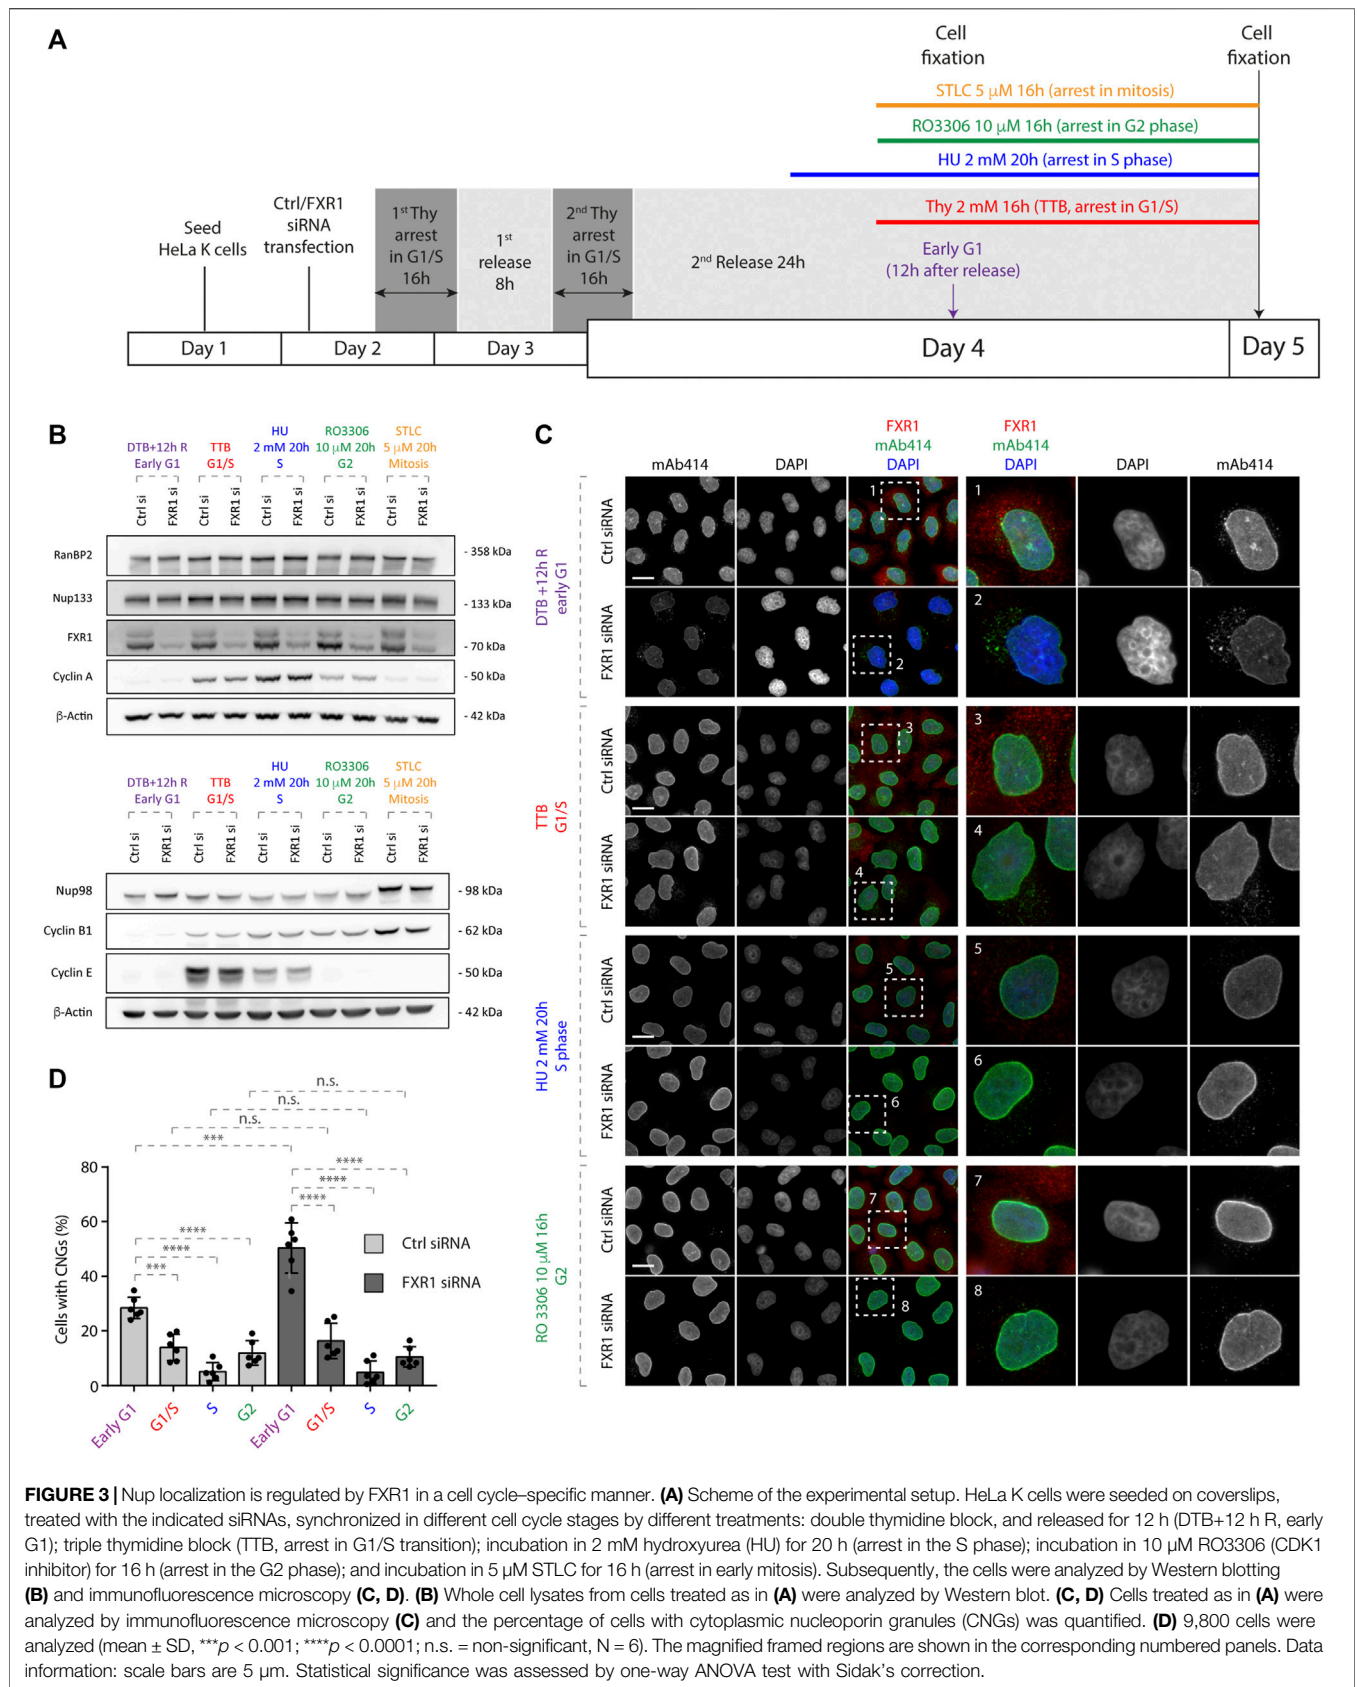 A
Cell
fixation
Cell
fixation
STLC 5 μM 16h (arrest in mitosis)
RO3306 10 μM 16h (arrest in G2 phase)
HU 2 mM 20h (arrest in S phase)
Thy 2 mM 16h (TTB, arrest in G1/S)
Seed
HeLa K cells
Ctrl/FXR1
siRNA
transfection
1st Thy
arrest
in G1/S
16h
1st
release
8h
2nd Thy
arrest
in G1/S
16h
2nd Release 24h
Early G1
(12h after release)
Day 1
Day 2
Day 3
Day 4
Day 5
B
DTB+12h R
Early G1
TTB
G1/S
HU
2 mM 20h
S
RO3306
10 μM 20h
G2
STLC
5 μM 20h
Mitosis
Ctrl si
FXR1 si
Ctrl si
FXR1 si
Ctrl si
FXR1 si
Ctrl si
FXR1 si
Ctrl si
FXR1 si
RanBP2
- 358 kDa
Nup133
- 133 kDa
FXR1
- 70 kDa
Cyclin A
- 50 kDa
β-Actin
- 42 kDa
DTB+12h R
Early G1
TTB
G1/S
HU
2 mM 20h
S
RO3306
10 μM 20h
G2
STLC
5 μM 20h
Mitosis
Ctrl si
FXR1 si
Ctrl si
FXR1 si
Ctrl si
FXR1 si
Ctrl si
FXR1 si
Ctrl si
FXR1 si
Nup98
- 98 kDa
Cyclin B1
- 62 kDa
Cyclin E
- 50 kDa
β-Actin
- 42 kDa
C
mAb414
DAPI
FXR1
mAb414
DAPI
FXR1
mAb414
DAPI
DAPI
mAb414
DTB +12h R
early G1
Ctrl siRNA
1
1
FXR1 siRNA
2
2
TTB
G1/S
Ctrl siRNA
3
3
FXR1 siRNA
4
4
HU 2 mM 20h
S phase
Ctrl siRNA
5
5
FXR1 siRNA
6
6
RO 3306 10 μM 16h
G2
Ctrl siRNA
7
7
FXR1 siRNA
8
8
D
n.s.
n.s.
n.s.
***
****
****
****
****
****
***
Cells with CNGs (%)
80
60
40
20
0
Ctrl siRNA
FXR1 siRNA
Early G1
G1/S
S
G2
Early G1
G1/S
S
G2
FIGURE 3 | Nup localization is regulated by FXR1 in a cell cycle–specific manner. (A) Scheme of the experimental setup. HeLa K cells were seeded on coverslips,
treated with the indicated siRNAs, synchronized in different cell cycle stages by different treatments: double thymidine block, and released for 12 h (DTB+12 h R, early
G1); triple thymidine block (TTB, arrest in G1/S transition); incubation in 2 mM hydroxyurea (HU) for 20 h (arrest in the S phase); incubation in 10 μM RO3306 (CDK1
inhibitor) for 16 h (arrest in the G2 phase); and incubation in 5 μM STLC for 16 h (arrest in early mitosis). Subsequently, the cells were analyzed by Western blotting
(B) and immunofluorescence microscopy (C, D). (B) Whole cell lysates from cells treated as in (A) were analyzed by Western blot. (C, D) Cells treated as in (A) were
analyzed by immunofluorescence microscopy (C) and the percentage of cells with cytoplasmic nucleoporin granules (CNGs) was quantified. (D) 9,800 cells were
analyzed (mean ± SD, ***p < 0.001; ****p < 0.0001; n.s. = non-significant, N = 6). The magnified framed regions are shown in the corresponding numbered panels. Data
information: scale bars are 5 μm. Statistical significance was assessed by one-way ANOVA test with Sidak's correction.